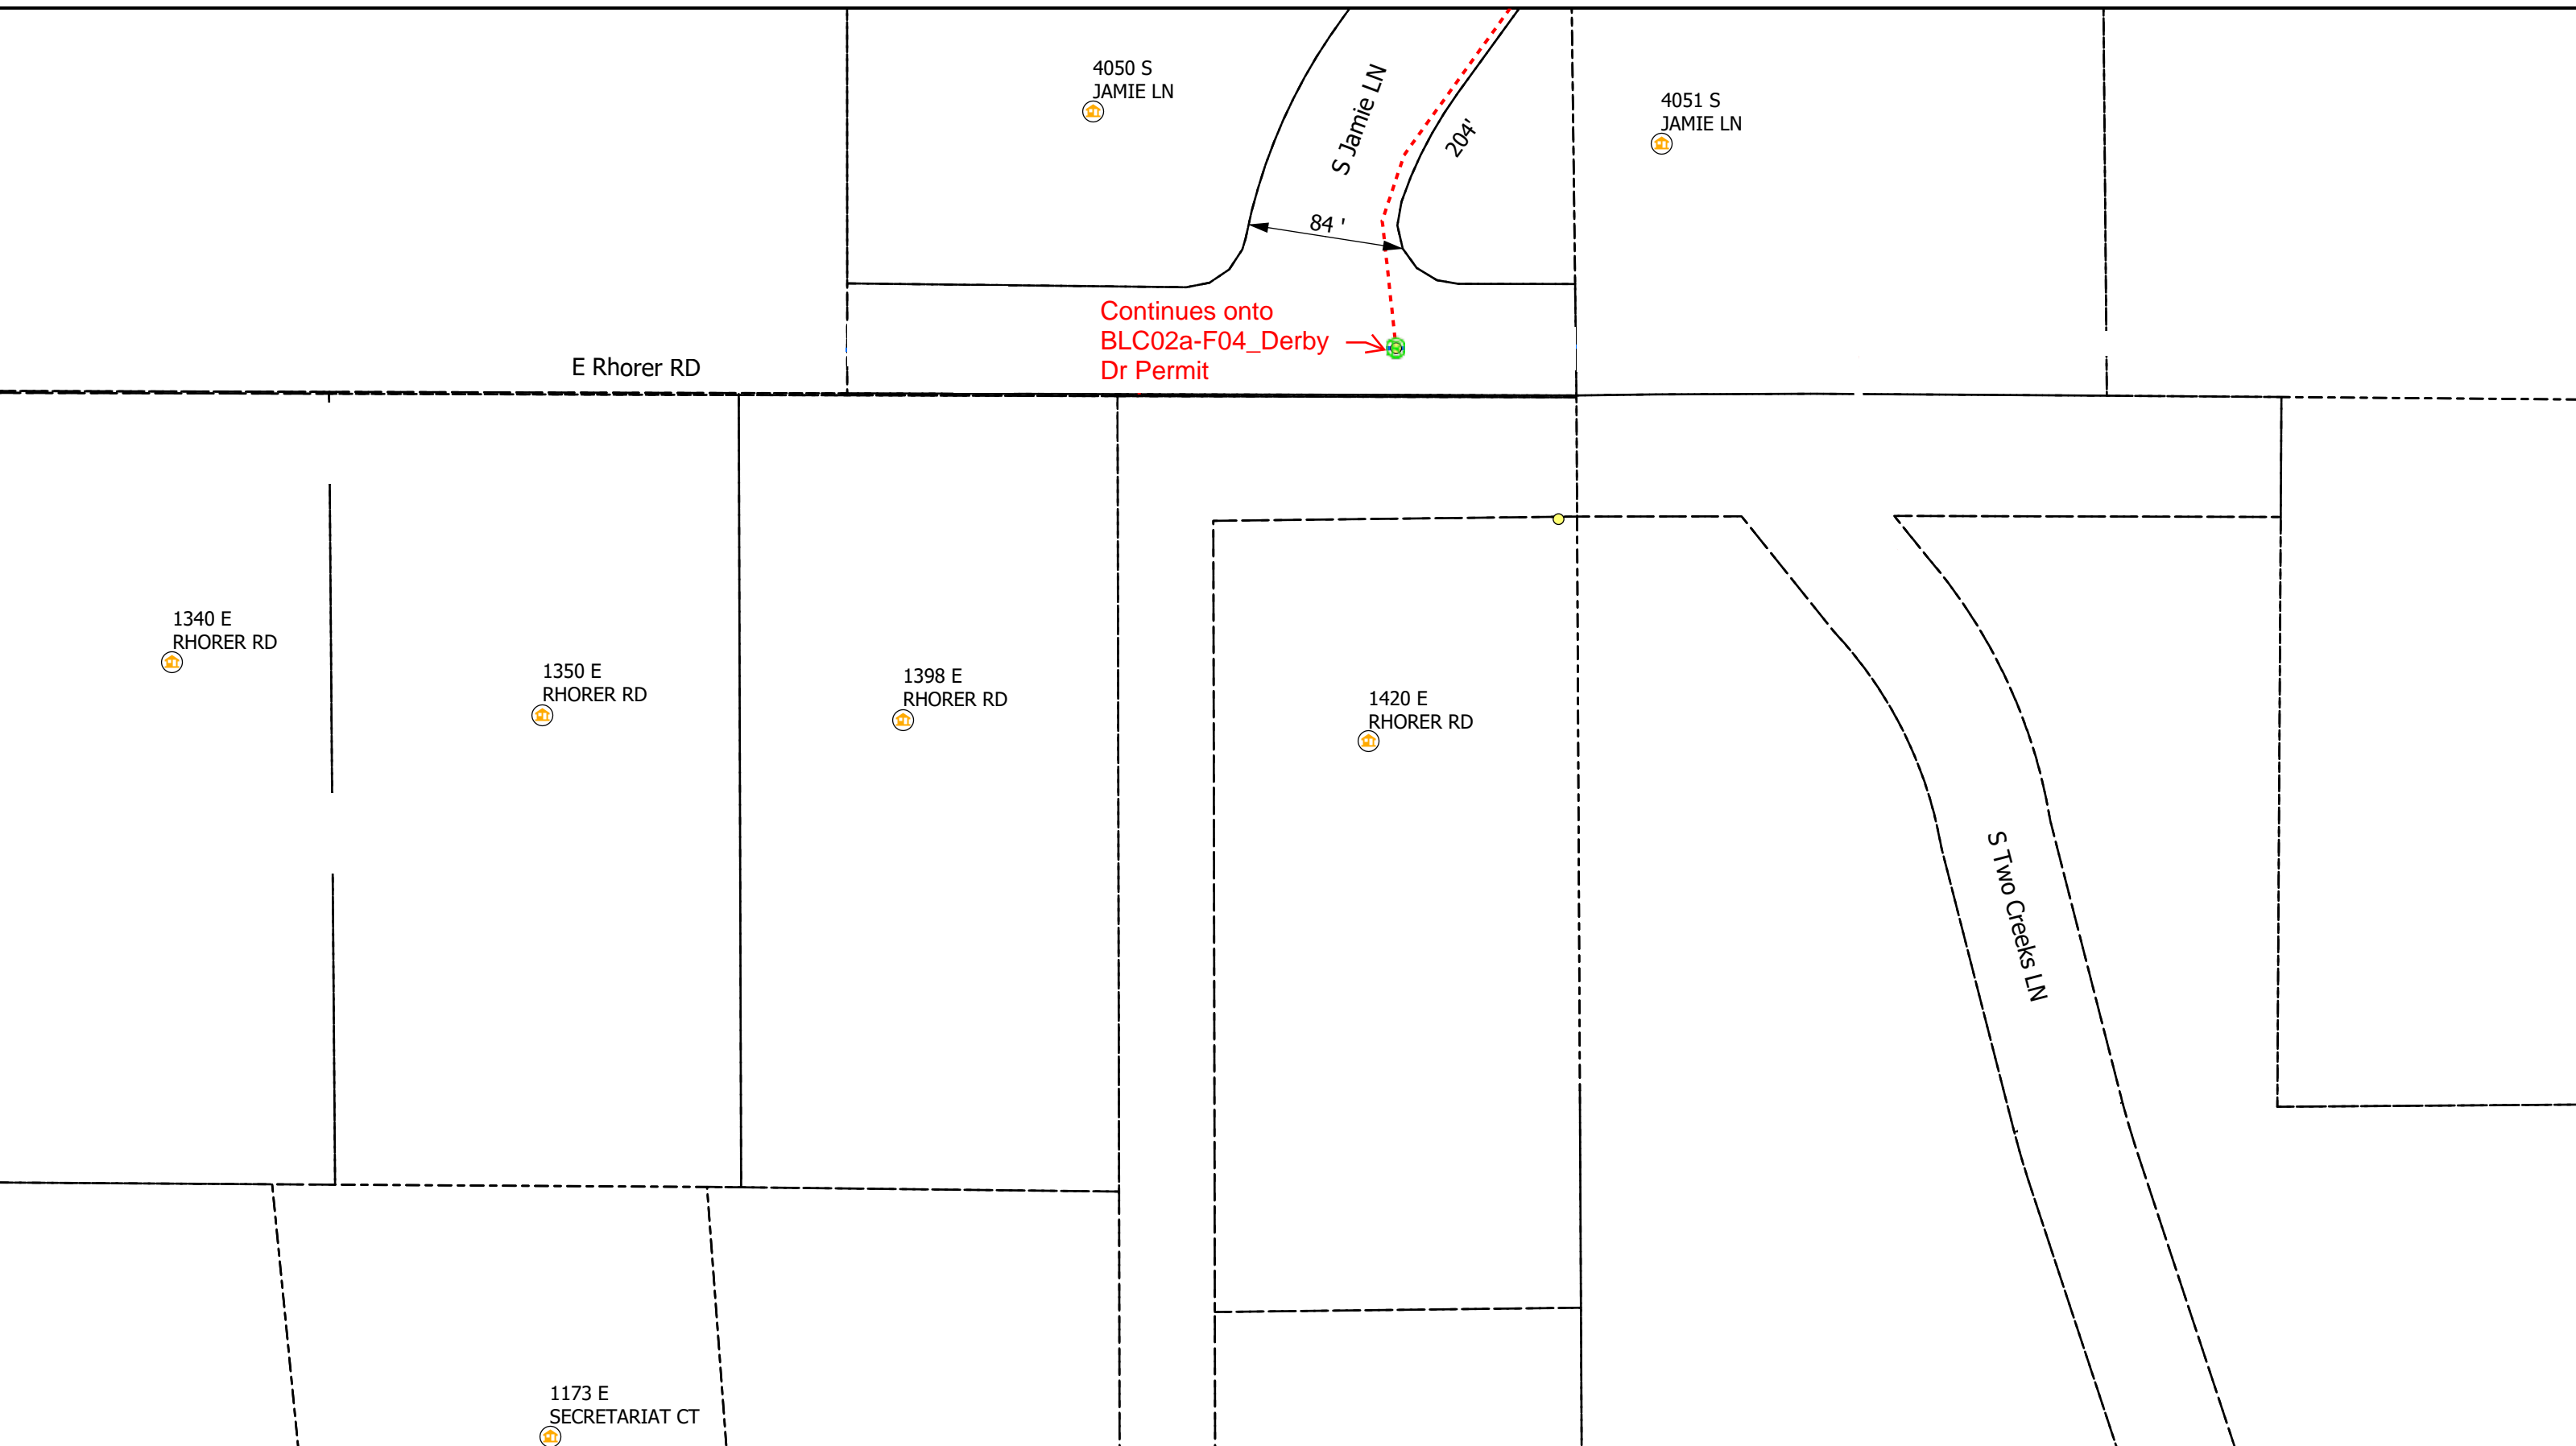 4050 S
JAMIE LN
S Jamie LN
204'
4051 S
JAMIE LN
84 '
Continues onto
BLC02a-F04_Derby
Dr Permit
E Rhorer RD
1340 E
RHORER RD
1350 E
RHORER RD
1398 E
RHORER RD
1420 E
RHORER RD
S Two Creeks LN
1173 E
SECRETARIAT CT